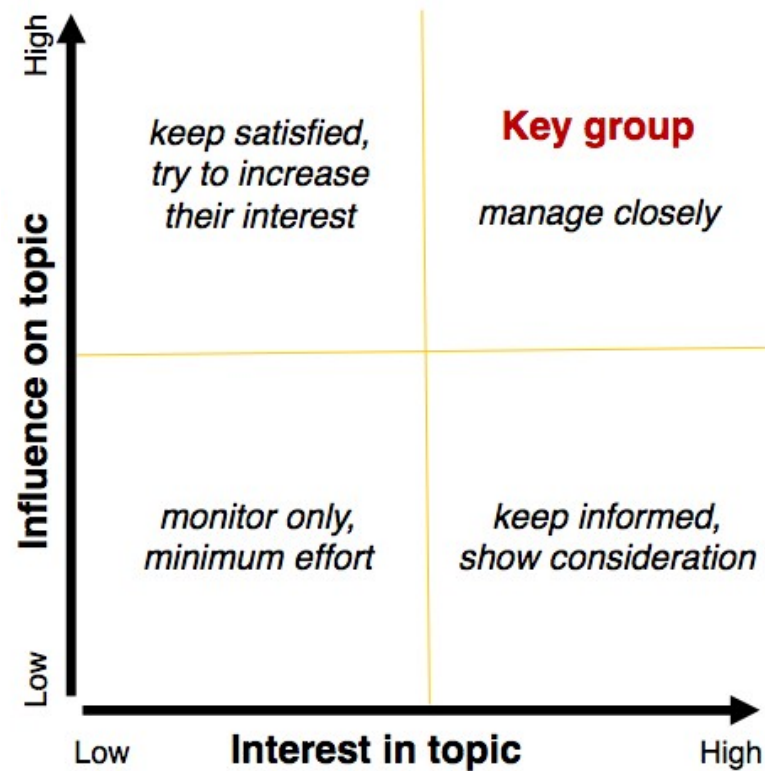 High
keep satisfied,
try to increase
their interest
Key group
manage closely
Influence on topic
monitor only,
minimum effort
keep informed,
show consideration
Low
Low
Interest in topic
High